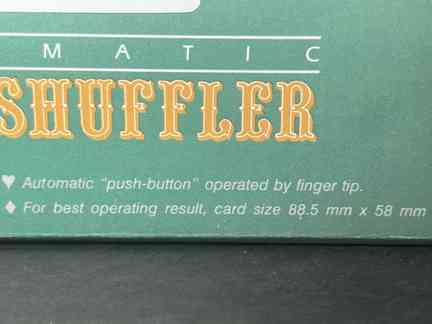 MATIC
SHUFFLER
♥ Automatic "push-button" operated by finger tip.
♦ For best operating result, card size 88.5 mm x 58 mm